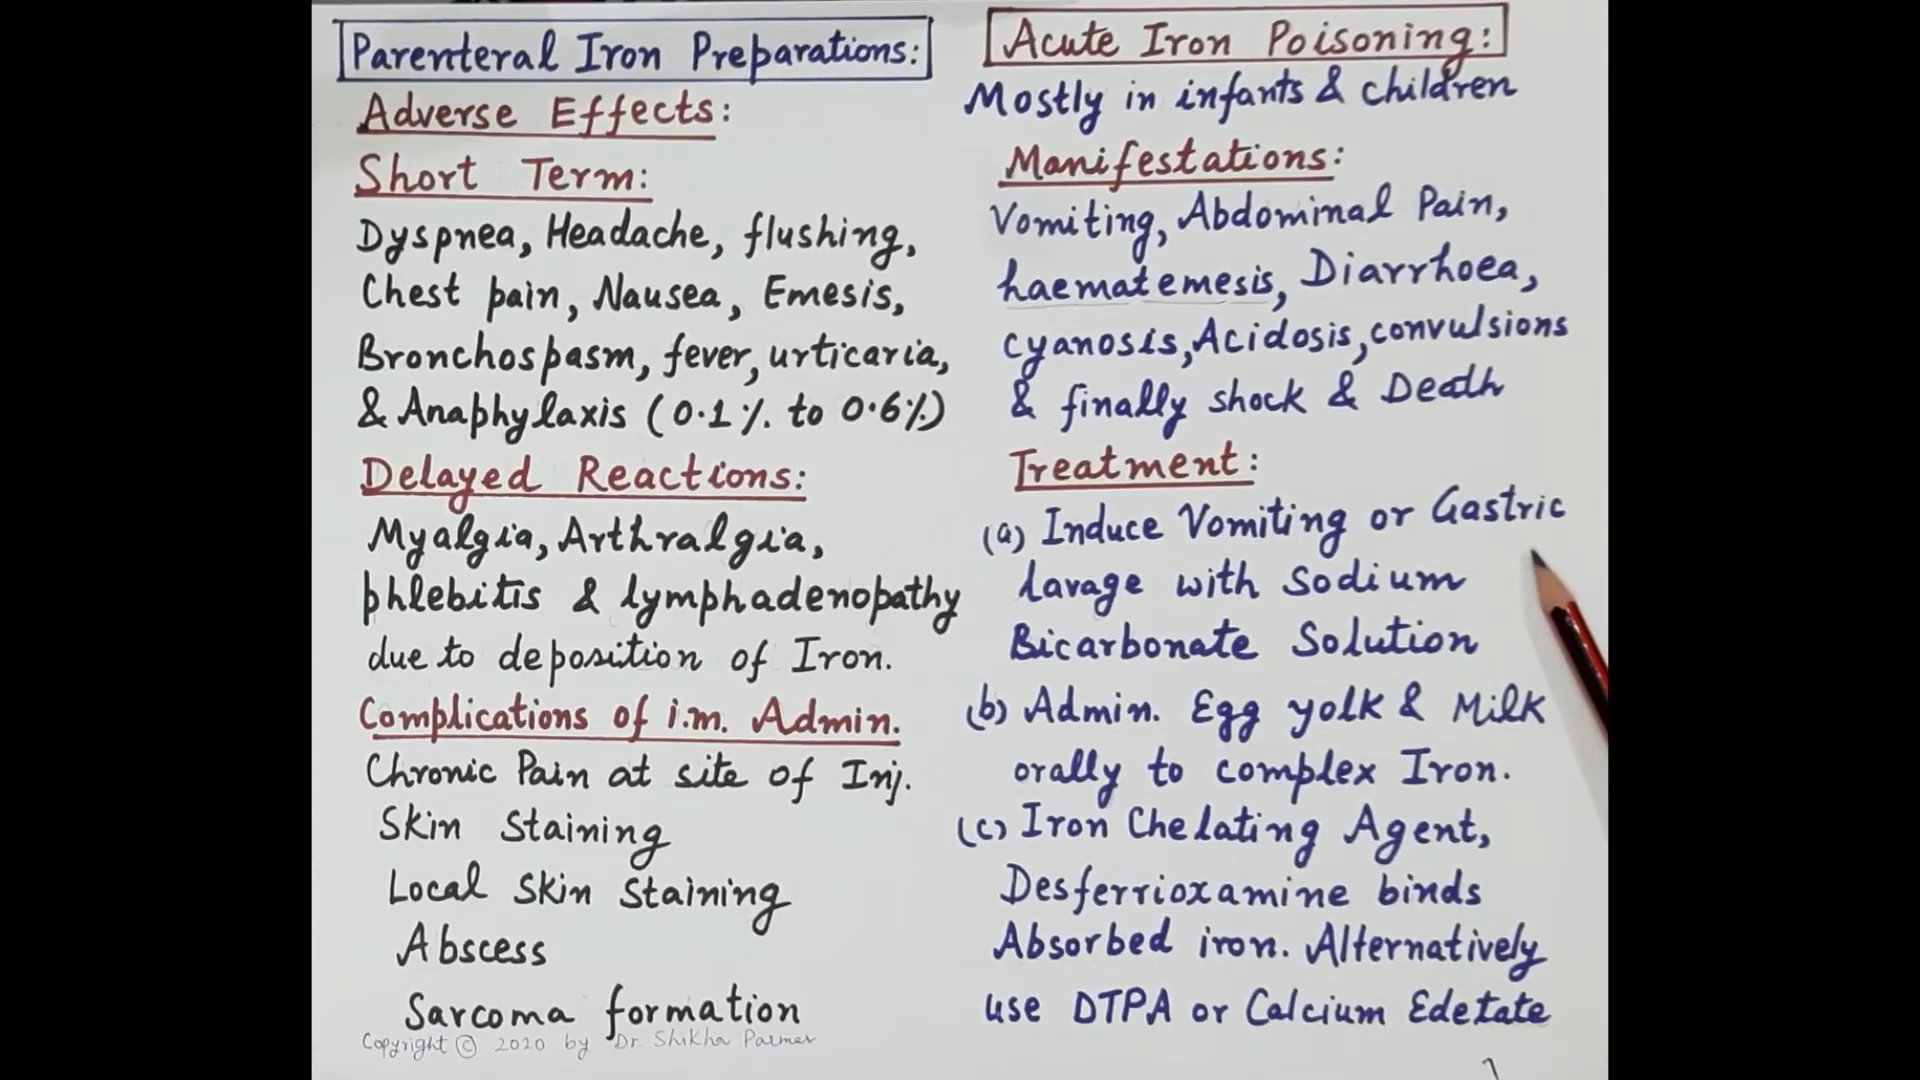 Parenteral Iron Preparations:
Adverse Effects:
Short Term:
Dyspnea, Headache, flushing,
Chest pain, Nausea, Emesis,
Bronchospasm, fever, urticaria,
& Anaphylaxis (0.1%. to 0.6%)
Delayed Reactions:
Myalgia, Arthralgia,
phlebitis & lymphadenopathy
due to deposition of Iron.
Complications of i.m. Admin.
Chronic Pain at site of Inj.
Skin Staining
Local Skin Staining
Abscess
Sarcoma formation
Copyright © 2020 by Dr Shikha Parmar
Acute Iron Poisoning:
Mostly in infants & children
Manifestations:
Vomiting, Abdominal Pain,
haematemesis, Diarrhoea,
cyanosis, Acidosis, convulsions
& finally shock & Death
Treatment:
(a) Induce Vomiting or Gastric
lavage with Sodium
Bicarbonate Solution
(b) Admin. Egg yolk & Milk
orally to complex Iron.
(c) Iron Chelating Agent,
Desferrioxamine binds
Absorbed iron. Alternatively
use DTPA or Calcium Edetate